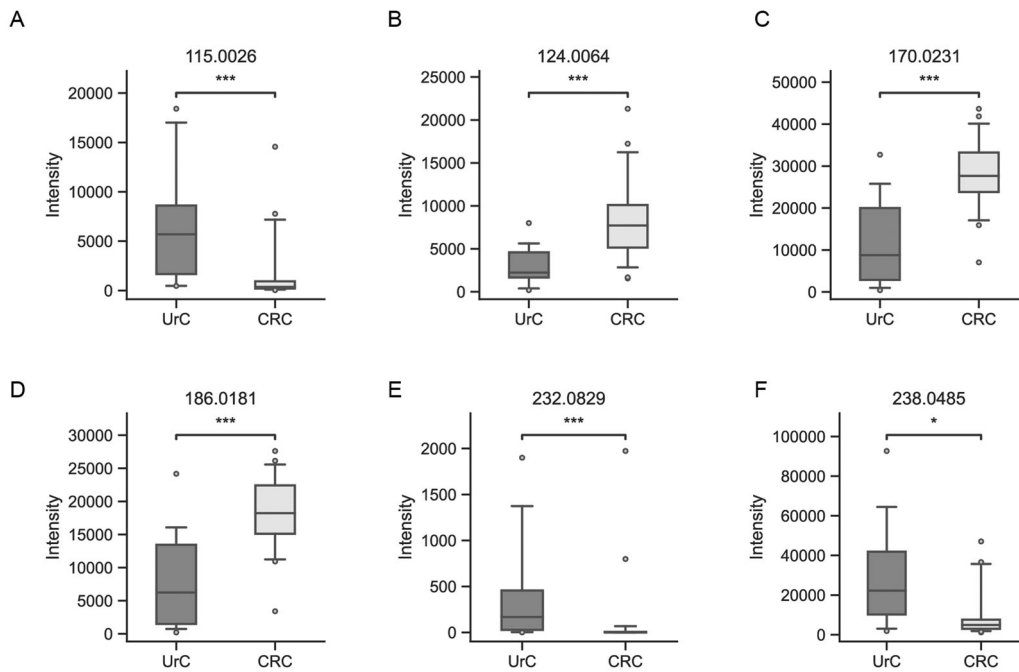 A
115.0026
***
20000
15000
10000
5000
0
Intensity
UrC
CRC
B
124.0064
***
25000
20000
15000
10000
5000
0
Intensity
UrC
CRC
C
170.0231
***
50000
40000
30000
20000
10000
0
Intensity
UrC
CRC
D
186.0181
***
30000
25000
20000
15000
10000
5000
0
Intensity
UrC
CRC
E
232.0829
***
2000
1500
1000
500
0
Intensity
UrC
CRC
F
238.0485
*
100000
80000
60000
40000
20000
0
Intensity
UrC
CRC